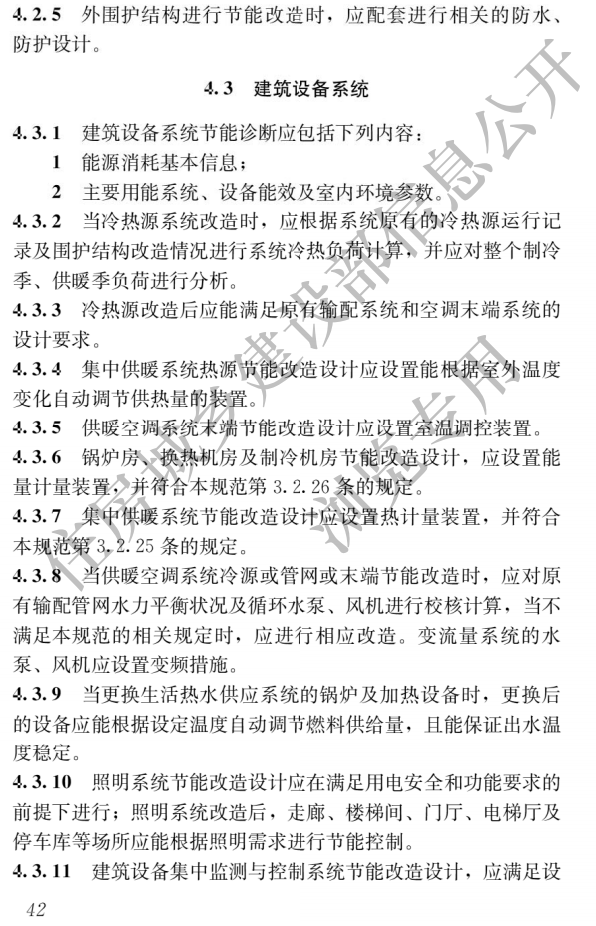 4.2.5 外围护结构进行节能改造时，应配套进行相关的防水、
防护设计。
4.3 建筑设备系统
4.3.1 建筑设备系统节能诊断应包括下列内容：
1 能源消耗基本信息；
2 主要用能系统、设备能效及室内环境参数。
4.3.2 当冷热源系统改造时，应根据系统原有的冷热源运行记
录及围护结构改造情况进行系统冷热负荷计算，并应对整个制冷
季、供暖季负荷进行分析。
4.3.3 冷热源改造后应能满足原有输配系统和空调末端系统的
设计要求。
4.3.4 集中供暖系统热源节能改造设计应设置能根据室外温度
变化自动调节供热量的装置。
4.3.5 供暖空调系统末端节能改造设计应设置室温调控装置。
4.3.6 锅炉房、换热机房及制冷机房节能改造设计，应设置能
量计量装置，并符合本规范第 3.2.26 条的规定。
4.3.7 集中供暖系统节能改造设计应设置热计量装置，并符合
本规范第 3.2.25 条的规定。
4.3.8 当供暖空调系统冷源或管网或末端节能改造时，应对原
有输配管网水力平衡状况及循环水泵、风机进行校核计算，当不
满足本规范的相关规定时，应进行相应改造。变流量系统的水
泵、风机应设置变频措施。
4.3.9 当更换生活热水供应系统的锅炉及加热设备时，更换后
的设备应能根据设定温度自动调节燃料供给量，且能保证出水温
度稳定。
4.3.10 照明系统节能改造设计应在满足用电安全和功能要求的
前提下进行；照明系统改造后，走廊、楼梯间、门厅、电梯厅及
停车库等场所应能根据照明需求进行节能控制。
4.3.11 建筑设备集中监测与控制系统节能改造设计，应满足设
42
住房城乡建设部信息公开
浏览专用